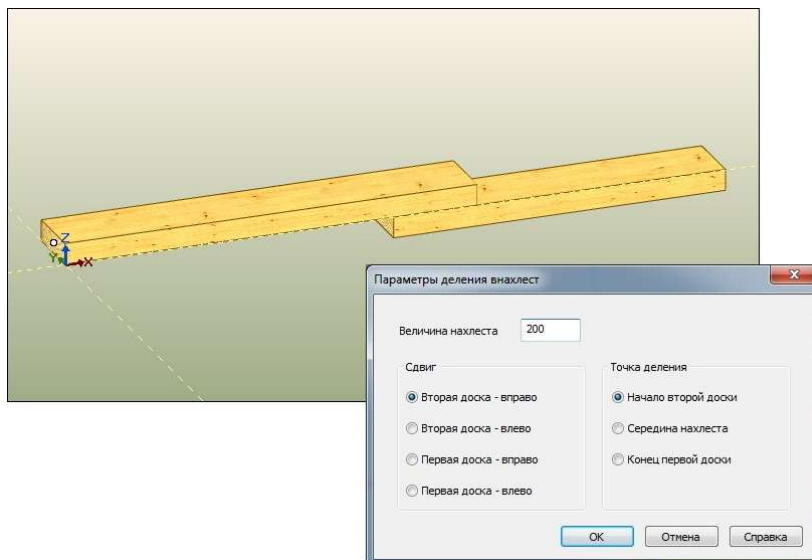 Z
Y X
Параметры деления внахлест
Величина нахлеста 200
Сдвиг
Вторая доска - вправо
Вторая доска - влево
Первая доска - вправо
Первая доска - влево
Точка деления
Начало второй доски
Середина нахлеста
Конец первой доски
OK Отмена Справка